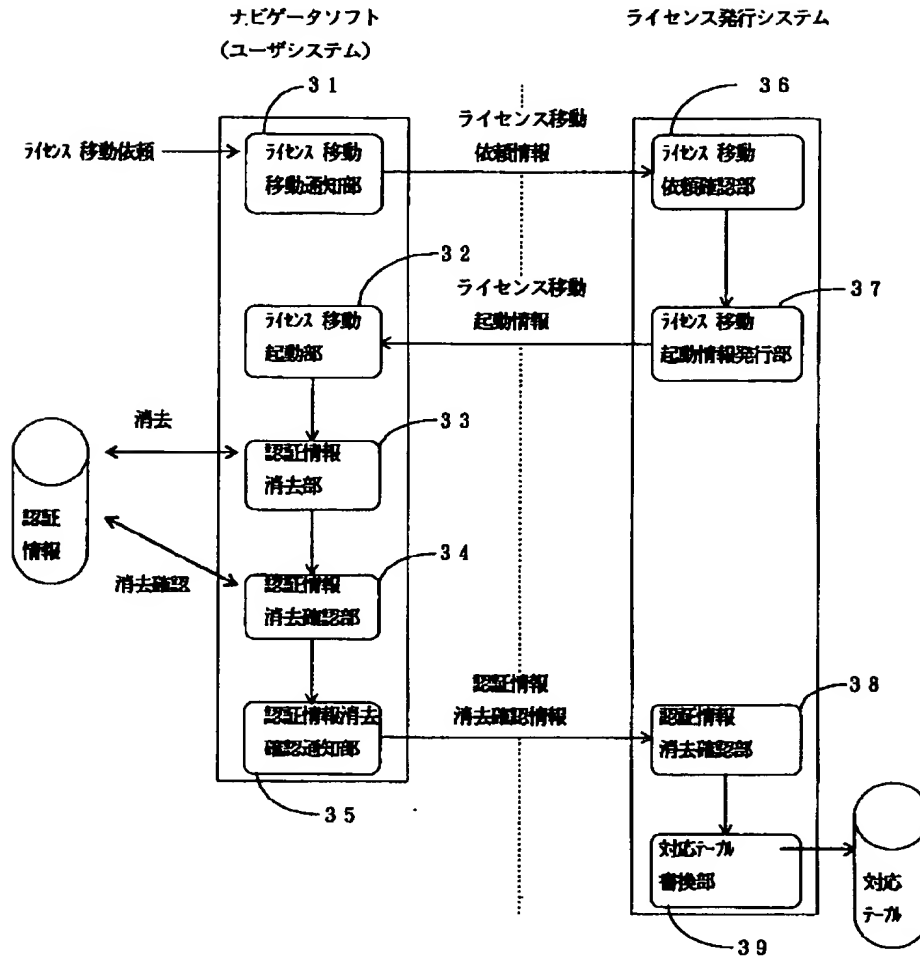 ナビゲータソフト
(ユーザシステム)
ライセンス発行システム
31
36
ライセンス 移動依頼
ライセンス 移動
移動通知部
ライセンス移動
依頼情報
ライセンス 移動
依頼確認部
32
37
ライセンス 移動
起動部
ライセンス移動
起動情報
ライセンス 移動
起動情報発行部
消去
33
認証情報
消去部
認証
情報
34
消去確認
認証情報
消去確認部
認証情報
消去確認情報
38
認証情報消去
確認通知部
認証情報
消去確認部
35
対応テーブル
書換部
対応
テーブル
39